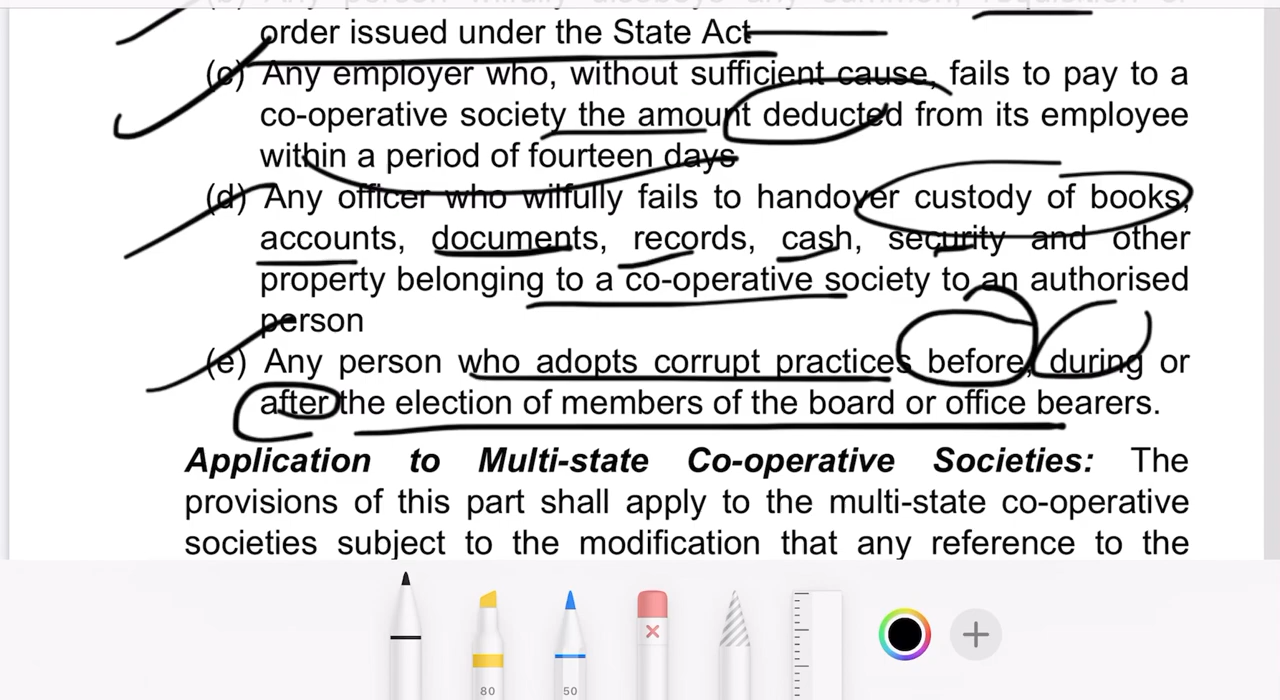 order issued under the State Act
(c) Any employer who, without sufficient cause, fails to pay to a
co-operative society the amount deducted from its employee
within a period of fourteen days
(d) Any officer who wilfully fails to handover custody of books,
accounts, documents, records, cash, security and other
property belonging to a co-operative society to an authorised
person
(e) Any person who adopts corrupt practices before, during or
after the election of members of the board or office bearers.
Application to Multi-state Co-operative Societies: The
provisions of this part shall apply to the multi-state co-operative
societies subject to the modification that any reference to the
80
50